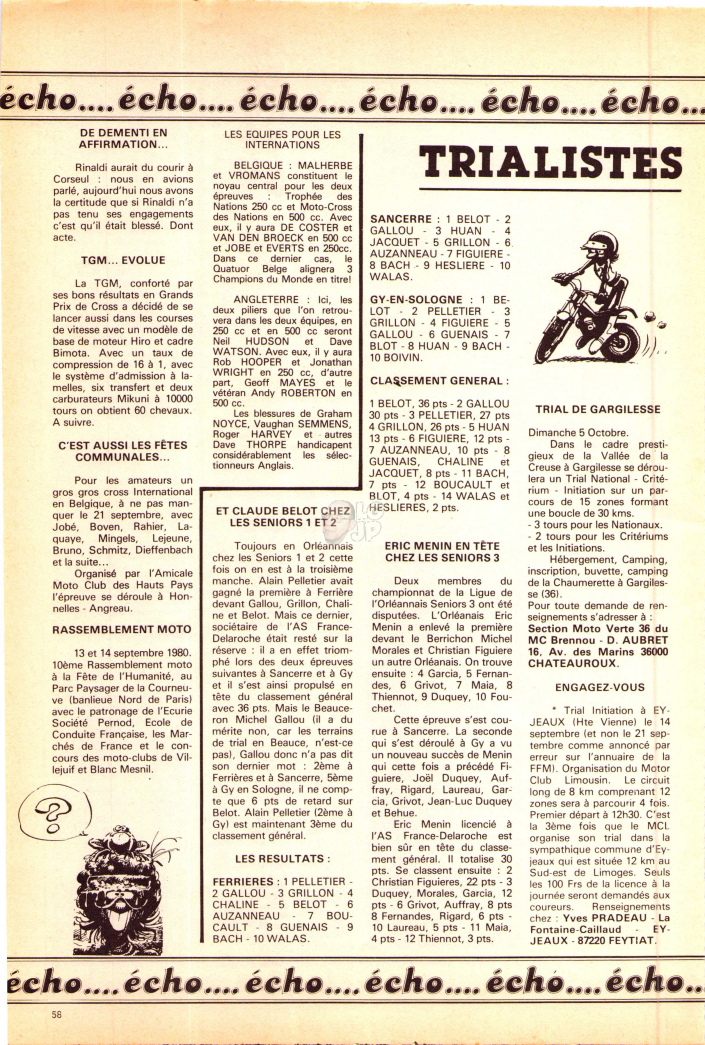 écho.... écho.... écho.... écho.... écho.... écho...
DE DEMENTI EN
AFFIRMATION...
Rinaldi aurait du courir à
Corseul : nous en avions
parlé, aujourd'hui nous avons
la certitude que si Rinaldi n'a
pas tenu ses engagements
c'est qu'il était blessé. Dont
acte.
TGM... EVOLUE
La TGM, conforté par
ses bons résultats en Grands
Prix de Cross a décidé de se
lancer aussi dans les courses
de vitesse avec un modèle de
base de moteur Hiro et cadre
Bimota. Avec un taux de
compression de 16 à 1, avec
le système d'admission à la-
melles, six transfert et deux
carburateurs Mikuni à 10000
tours on obtient 60 chevaux.
A suivre.
C'EST AUSSI LES FÊTES
COMMUNALES...
Pour les amateurs un
gros gros cross International
en Belgique, à ne pas man-
quer le 21 septembre, avec
Jobé, Boven, Rahier, La-
quaye, Mingels, Lejeune,
Bruno, Schmitz, Dieffenbach
et la suite...
Organisé par l'Amicale
Moto Club des Hauts Pays
l'épreuve se déroule à Hon-
nelles - Angreau.
RASSEMBLEMENT MOTO
13 et 14 septembre 1980.
10ème Rassemblement moto
à la Fête de l'Humanité, au
Parc Paysager de la Courneu-
ve (banlieue Nord de Paris)
avec le patronage de l'Ecurie
Société Pernod, Ecole de
Conduite Française, les Mar-
chés de France et le con-
cours des moto-clubs de Vil-
lejuif et Blanc Mesnil.
?
LES EQUIPES POUR LES
INTERNATIONS
BELGIQUE : MALHERBE
et VROMANS constituent le
noyau central pour les deux
épreuves : Trophée des
Nations 250 cc et Moto-Cross
des Nations en 500 cc. Avec
eux, il y aura DE COSTER et
VAN DEN BROECK en 500 cc
et JOBE et EVERTS en 250cc.
Dans ce dernier cas, le
Quatuor Belge alignera 3
Champions du Monde en titre!
ANGLETERRE : Ici, les
deux piliers que l'on retrou-
vera dans les deux équipes, en
250 cc et en 500 cc seront
Neil HUDSON et Dave
WATSON. Avec eux, il y aura
Rob HOOPER et Jonathan
WRIGHT en 250 cc, d'autre
part, Geoff MAYES et le
vétéran Andy ROBERTON en
500 cc.
Les blessures de Graham
NOYCE, Vaughan SEMMENS,
Roger HARVEY et autres
Dave THORPE handicapent
considérablement les sélec-
tionneurs Anglais.
TRIALISTES
ET CLAUDE BELOT CHEZ
LES SENIORS 1 ET 2
Toujours en Orléannais
chez les Seniors 1 et 2 cette
fois on en est à la troisième
manche. Alain Pelletier avait
gagné la première à Ferrière
devant Gallou, Grillon, Chali-
ne et Belot. Mais ce dernier,
sociétaire de l'AS France-
Delaroche était resté sur la
réserve : il a en effet triom-
phé lors des deux épreuves
suivantes à Sancerre et à Gy
et il s'est ainsi propulsé en
tête du classement général
avec 36 pts. Mais le Beauce-
ron Michel Gallou (il a du
mérite non, car les terrains
de trial en Beauce, n'est-ce
pas), Gallou donc n'a pas dit
son dernier mot : 2ème à
Ferrières et à Sancerre, 5ème
à Gy en Sologne, il ne comp-
te que 6 pts de retard sur
Belot. Alain Pelletier (2ème à
Gy) est maintenant 3ème du
classement général.
LES RESULTATS :
FERRIERES : 1 PELLETIER -
2 GALLOU - 3 GRILLON - 4
CHALINE - 5 BELOT - 6
AUZANNEAU - 7 BOU-
CAULT - 8 GUENAIS - 9
BACH - 10 WALAS.
SANCERRE : 1 BELOT - 2
GALLOU - 3 HUAN - 4
JACQUET - 5 GRILLON - 6
AUZANNEAU - 7 FIGUIERE -
8 BACH - 9 HESLIERE - 10
WALAS.
GY-EN-SOLOGNE : 1 BE-
LOT - 2 PELLETIER - 3
GRILLON - 4 FIGUIERE - 5
GALLOU - 6 GUENAIS - 7
BLOT - 8 HUAN - 9 BACH -
10 BOIVIN.
CLASSEMENT GENERAL :
1 BELOT, 36 pts - 2 GALLOU
30 pts - 3 PELLETIER, 27 pts
4 GRILLON, 26 pts - 5 HUAN
13 pts - 6 FIGUIERE, 12 pts -
7 AUZANNEAU, 10 pts - 8
GUENAIS, CHALINE et
JACQUET, 8 pts - 11 BACH,
7 pts - 12 BOUCAULT et
BLOT, 4 pts - 14 WALAS et
HESLIERES, 2 pts.
ERIC MENIN EN TÊTE
CHEZ LES SENIORS 3
Deux membres du
championnat de la Ligue de
l'Orléannais Seniors 3 ont été
disputées. L'Orléanais Eric
Menin a enlevé la première
devant le Berrichon Michel
Morales et Christian Figuiere
un autre Orléanais. On trouve
ensuite : 4 Garcia, 5 Fernan-
des, 6 Grivot, 7 Maia, 8
Thiennot, 9 Duquey, 10 Fou-
chet.
Cette épreuve s'est cou-
rue à Sancerre. La seconde
qui s'est déroulé à Gy a vu
un nouveau succès de Menin
qui cette fois a précédé Fi-
guiere, Joël Duquey, Auf-
fray, Rigard, Laureau, Gar-
cia, Grivot, Jean-Luc Duquey
et Behue.
Eric Menin licencié à
l'AS France-Delaroche est
bien sûr en tête du classe-
ment général. Il totalise 30
pts. Se classent ensuite : 2
Christian Figuieres, 22 pts - 3
Duquey, Morales, Garcia, 12
pts - 6 Grivot, Auffray, 8 pts
8 Fernandes, Rigard, 6 pts -
10 Laureau, 5 pts - 11 Maia,
4 pts - 12 Thiennot, 3 pts.
TRIAL DE GARGILESSE
Dimanche 5 Octobre.
Dans le cadre presti-
gieux de la Vallée de la
Creuse à Gargilesse se dérou-
lera un Trial National - Crité-
rium - Initiation sur un par-
cours de 15 zones formant
une boucle de 30 kms.
- 3 tours pour les Nationaux.
- 2 tours pour les Critériums
et les Initiations.
Hébergement, Camping,
inscription, buvette, camping
de la Chaumerette à Gargiles-
se (36).
Pour toute demande de ren-
seignements s'adresser à :
Section Moto Verte 36 du
MC Brennou - D. AUBRET
16, Av. des Marins 36000
CHATEAUROUX.
ENGAGEZ-VOUS
* Trial Initiation à EY-
JEAUX (Hte Vienne) le 14
septembre (et non le 21 sep-
tembre comme annoncé par
erreur sur l'annuaire de la
FFM). Organisation du Motor
Club Limousin. Le circuit
long de 8 km comprenant 12
zones sera à parcourir 4 fois.
Premier départ à 12h30. C'est
la 3ème fois que le MCL
organise son trial dans la
sympathique commune d'Ey-
jeaux qui est située 12 km au
Sud-est de Limoges. Seuls
les 100 Frs de la licence à la
journée seront demandés aux
coureurs. Renseignements
chez : Yves PRADEAU - La
Fontaine-Caillaud - EY-
JEAUX - 87220 FEYTIAT.
écho.... écho.... écho.... écho.... écho.... écho...
58